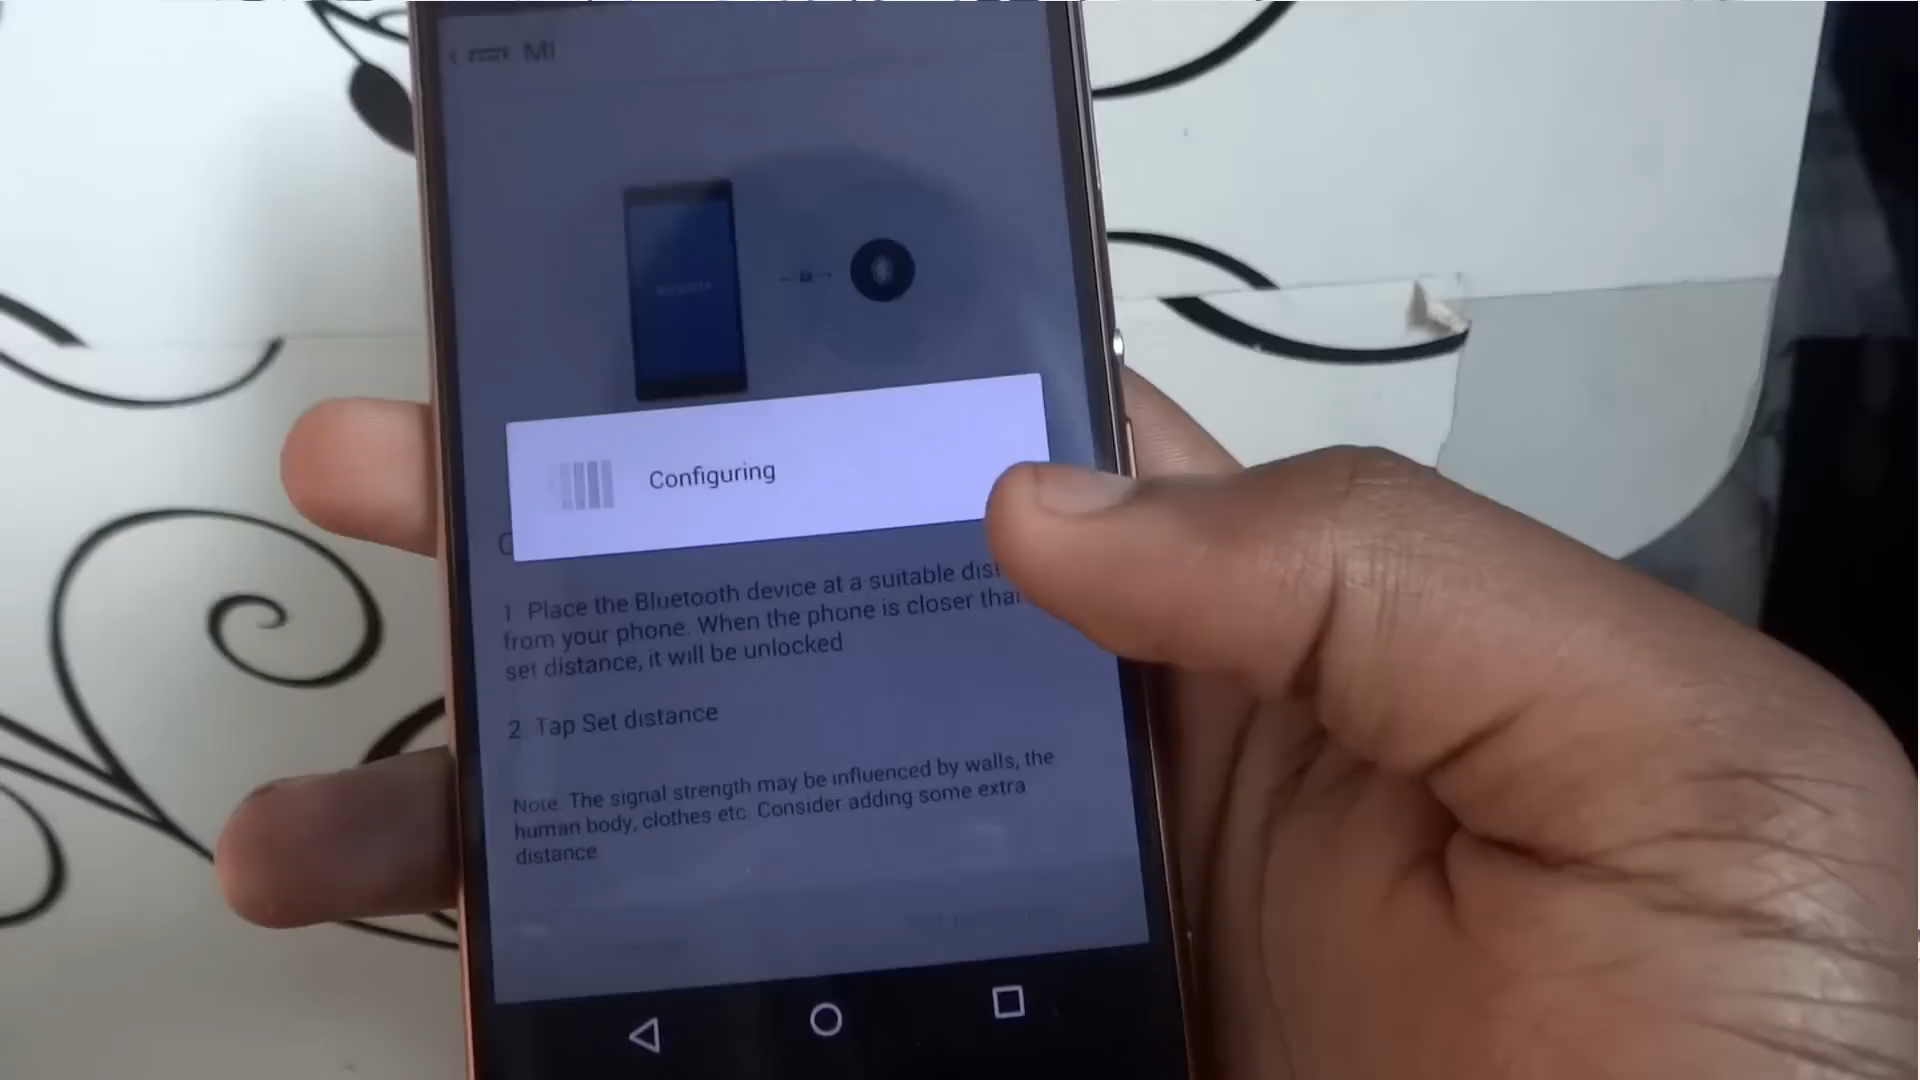 MI
Configuring
1 Place the Bluetooth device at a suitable
from your phone. When the phone is closer than
set distance, it will be unlocked
2 Tap Set distance
Note. The signal strength may be influenced by walls, the
human body, clothes etc. Consider adding some extra
distance